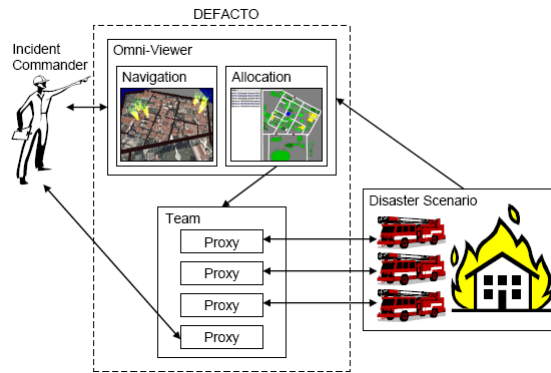 DEFACTO
Incident
Commander
Omni-Viewer
Navigation
Allocation
Team
Proxy
Proxy
Proxy
Proxy
Disaster Scenario